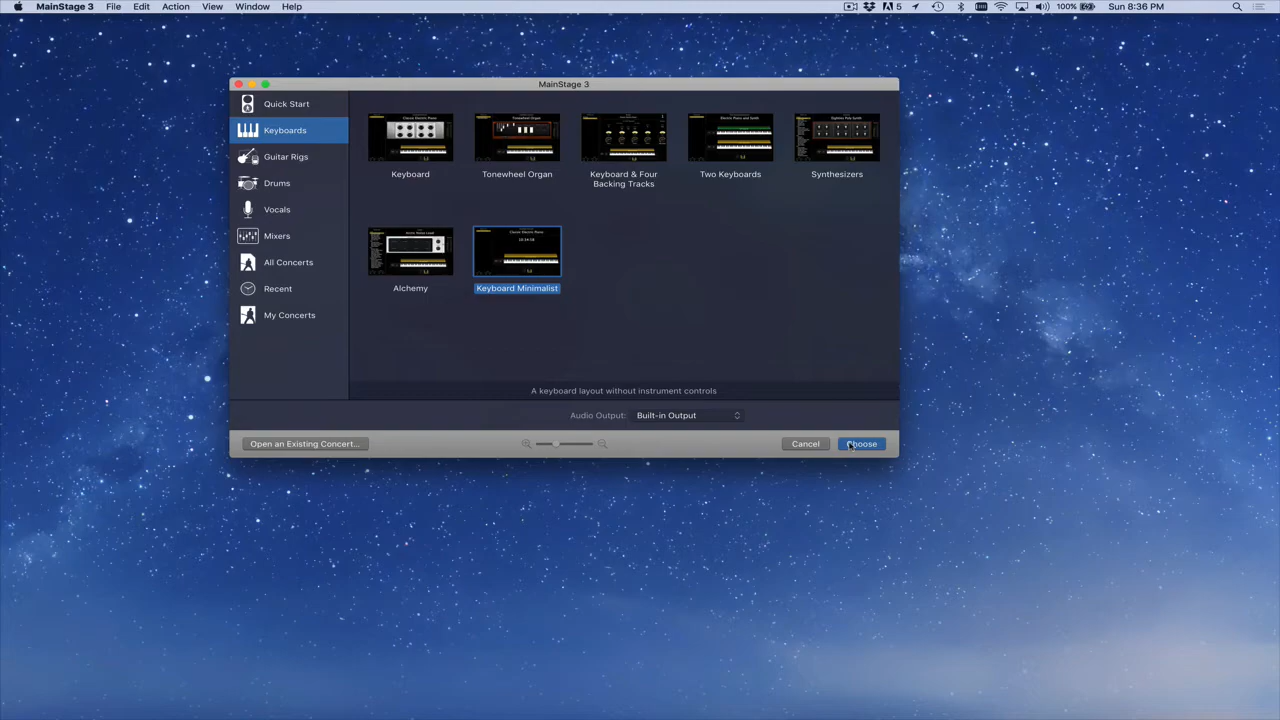 MainStage 3 File Edit Action View Window Help 5 100% Sun 8:36 PM
MainStage 3
Quick Start
Keyboards
Guitar Rigs
Drums
Vocals
Mixers
All Concerts
Recent
My Concerts
Keyboard
Tonewheel Organ
Keyboard & Four
Backing Tracks
Two Keyboards
Synthesizers
Alchemy
Keyboard Minimalist
A keyboard layout without instrument controls
Audio Output: Built-in Output
Open an Existing Concert...
Cancel
Choose